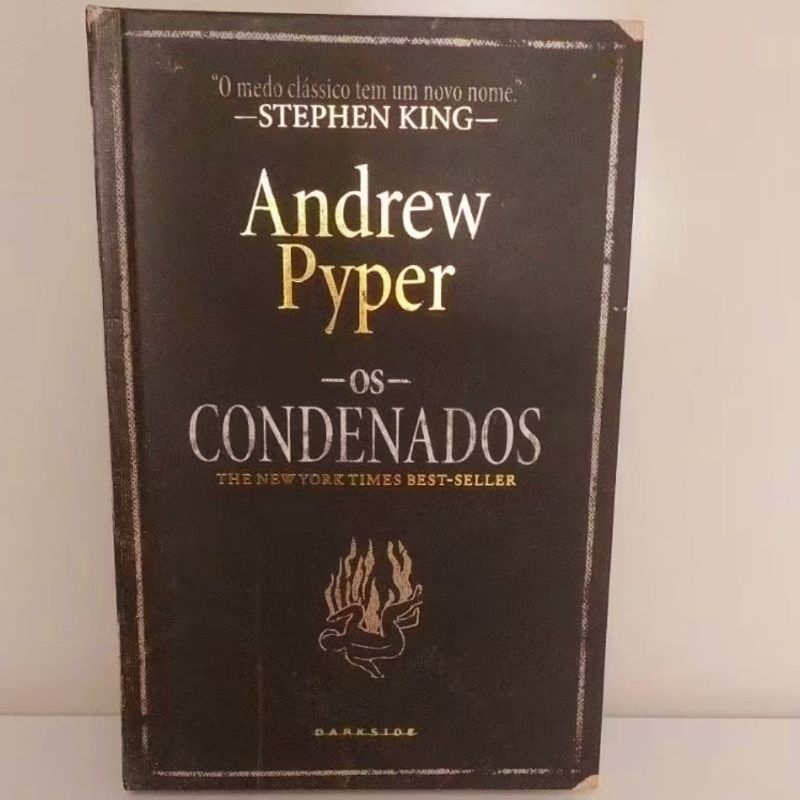 “O medo clássico tem um novo nome.”
—STEPHEN KING—
Andrew
Pyper
—OS—
CONDENADOS
THE NEW YORK TIMES BEST-SELLER
DARKSIDE